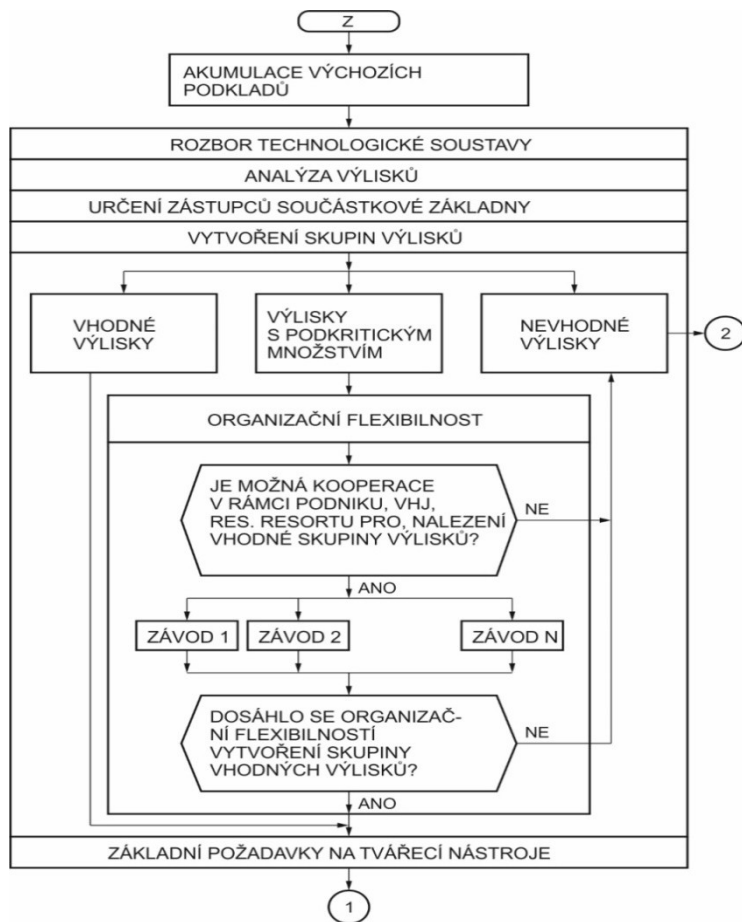 Z
AKUMULACE VÝCHOZÍCH
PODKLADŮ
ROZBOR TECHNOLOGICKÉ SOUSTAVY
ANALÝZA VÝLISKŮ
URČENÍ ZÁSTUPCŮ SOUČÁSTKOVÉ ZÁKLADNY
VYTVOŘENÍ SKUPIN VÝLISKŮ
VHODNÉ
VÝLISKY
VÝLISKY
S PODKRITICKÝM
MNOŽSTVÍM
NEVHODNÉ
VÝLISKY
2
ORGANIZAČNÍ FLEXIBILNOST
JE MOŽNÁ KOOPERACE
V RÁMCI PODNIKU, VHJ,
RES. RESORTU PRO, NALEZENÍ
VHODNÉ SKUPINY VÝLISKŮ?
NE
ANO
ZÁVOD 1
ZÁVOD 2
ZÁVOD N
DOSÁHLO SE ORGANIZAČ-
NÍ FLEXIBILNOSTÍ
VYTVOŘENÍ SKUPINY
VHODNÝCH VÝLISKŮ?
NE
ANO
ZÁKLADNÍ POŽADAVKY NA TVÁŘECÍ NÁSTROJE
1